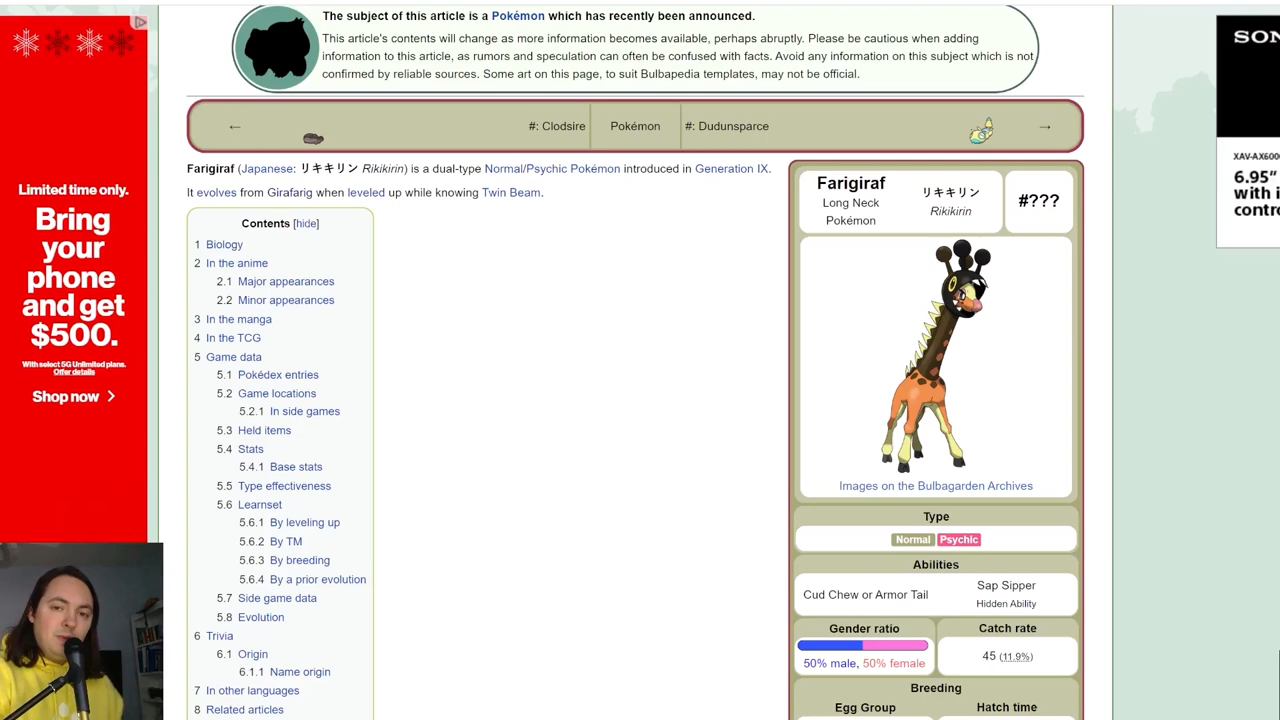 The subject of this article is a Pokémon which has recently been announced.
This article's contents will change as more information becomes available, perhaps abruptly. Please be cautious when adding
information to this article, as rumors and speculation can often be confused with facts. Avoid any information on this subject which is not
confirmed by reliable sources. Some art on this page, to suit Bulbapedia templates, may not be official.
← #: Clodsire Pokémon #: Dudunsparce →
Farigiraf (Japanese: リキキリン Rikikirin) is a dual-type Normal/Psychic Pokémon introduced in Generation IX.
It evolves from Girafarig when leveled up while knowing Twin Beam.
Contents [hide]
1 Biology
2 In the anime
2.1 Major appearances
2.2 Minor appearances
3 In the manga
4 In the TCG
5 Game data
5.1 Pokédex entries
5.2 Game locations
5.2.1 In side games
5.3 Held items
5.4 Stats
5.4.1 Base stats
5.5 Type effectiveness
5.6 Learnset
5.6.1 By leveling up
5.6.2 By TM
5.6.3 By breeding
5.6.4 By a prior evolution
5.7 Side game data
5.8 Evolution
6 Trivia
6.1 Origin
6.1.1 Name origin
7 In other languages
8 Related articles
Farigiraf
Long Neck
Pokémon
リキキリン
Rikikirin
#???
Images on the Bulbagarden Archives
Type
Normal Psychic
Abilities
Cud Chew or Armor Tail
Sap Sipper
Hidden Ability
Gender ratio
50% male, 50% female
Catch rate
45 (11.9%)
Breeding
Egg Group
Hatch time
Limited time only.
Bring
your
phone
and get
$500.
With select 5G Unlimited plans.
Offer details
Shop now >
SON
XAV-AX600
6.95"
with i
contro